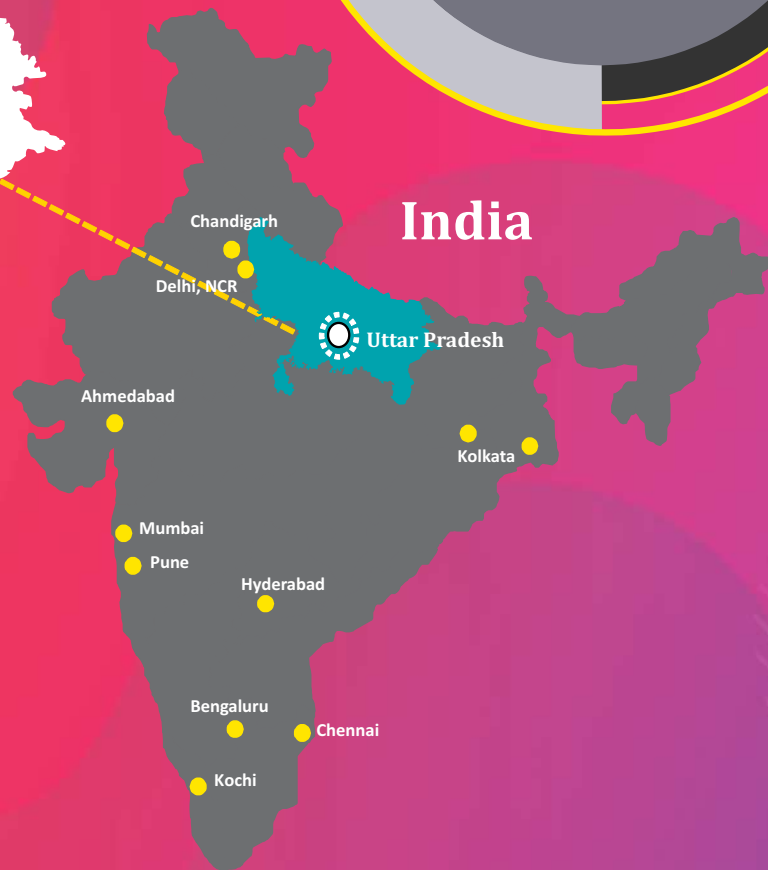 India
Chandigarh
Delhi, NCR
Uttar Pradesh
Ahmedabad
Kolkata
Mumbai
Pune
Hyderabad
Bengaluru
Chennai
Kochi